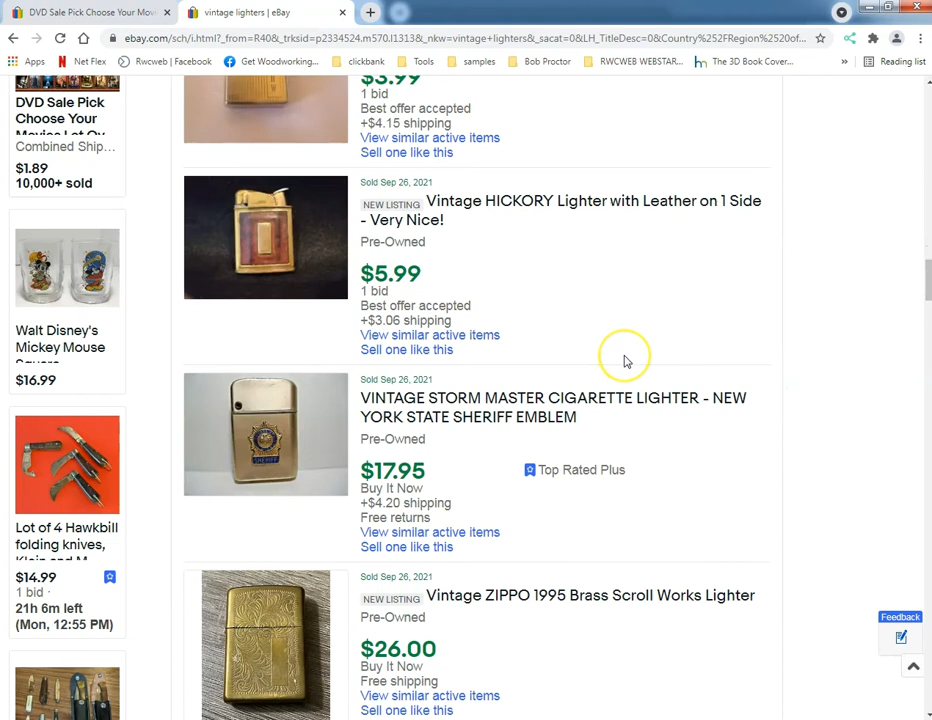 DVD Sale Pick Choose Your Movi
vintage lighters | eBay
ebay.com/sch/i.html?_from=R40&_trksid=p2334524.m570.l1313&_nkw=vintage+lighters&_sacat=0&LH_TitleDesc=0&Country%252FRegion%2520of...
Apps
Net Flex
Rwcweb | Facebook
Get Woodworking...
clickbank
Tools
samples
Bob Proctor
RWCWEB WEBSTAR...
The 3D Book Cover...
»
Reading list
DVD Sale Pick
Choose Your
Movies Lot Ov
Combined Ship...
$1.89
10,000+ sold
Walt Disney's
Mickey Mouse
$16.99
Lot of 4 Hawkbill
folding knives,
Klein and M
$14.99
1 bid ·
21h 6m left
(Mon, 12:55 PM)
$3.99
1 bid
Best offer accepted
+$4.15 shipping
View similar active items
Sell one like this
Sold Sep 26, 2021
NEW LISTING Vintage HICKORY Lighter with Leather on 1 Side
- Very Nice!
Pre-Owned
$5.99
1 bid
Best offer accepted
+$3.06 shipping
View similar active items
Sell one like this
Sold Sep 26, 2021
VINTAGE STORM MASTER CIGARETTE LIGHTER - NEW
YORK STATE SHERIFF EMBLEM
Pre-Owned
$17.95
Top Rated Plus
Buy It Now
+$4.20 shipping
Free returns
View similar active items
Sell one like this
SHERIFF
Sold Sep 26, 2021
NEW LISTING Vintage ZIPPO 1995 Brass Scroll Works Lighter
Pre-Owned
$26.00
Buy It Now
Free shipping
View similar active items
Sell one like this
Feedback